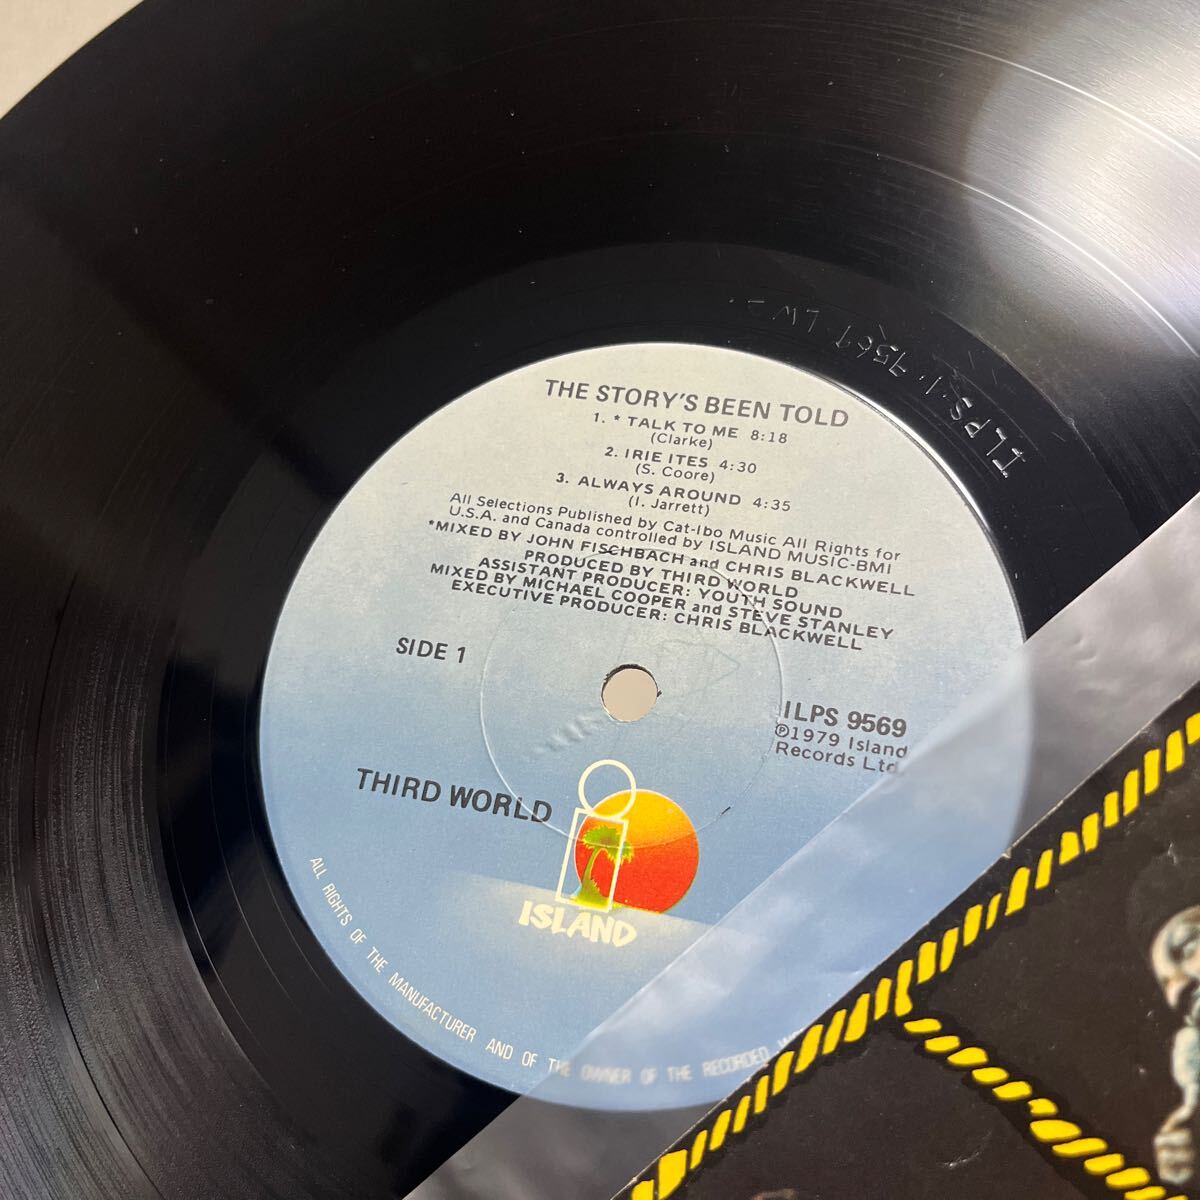 THE STORY'S BEEN TOLD
1. * TALK TO ME 8:18
(Clarke)
2. IRIE ITES 4:30
(S. Coore)
3. ALWAYS AROUND 4:35
(I. Jarrett)
All Selections Published by Cat-Ibo Music All Rights for
U.S.A. and Canada controlled by ISLAND MUSIC-BMI
*MIXED BY JOHN FISCHBACH and CHRIS BLACKWELL
PRODUCED BY THIRD WORLD
ASSISTANT PRODUCER: YOUTH SOUND
MIXED BY MICHAEL COOPER and STEVE STANLEY
EXECUTIVE PRODUCER: CHRIS BLACKWELL
SIDE 1
ILPS 9569
℗1979 Island
Records Ltd.
THIRD WORLD
ISLAND
ALL RIGHTS OF THE MANUFACTURER AND OF THE OWNER OF THE RECORDED